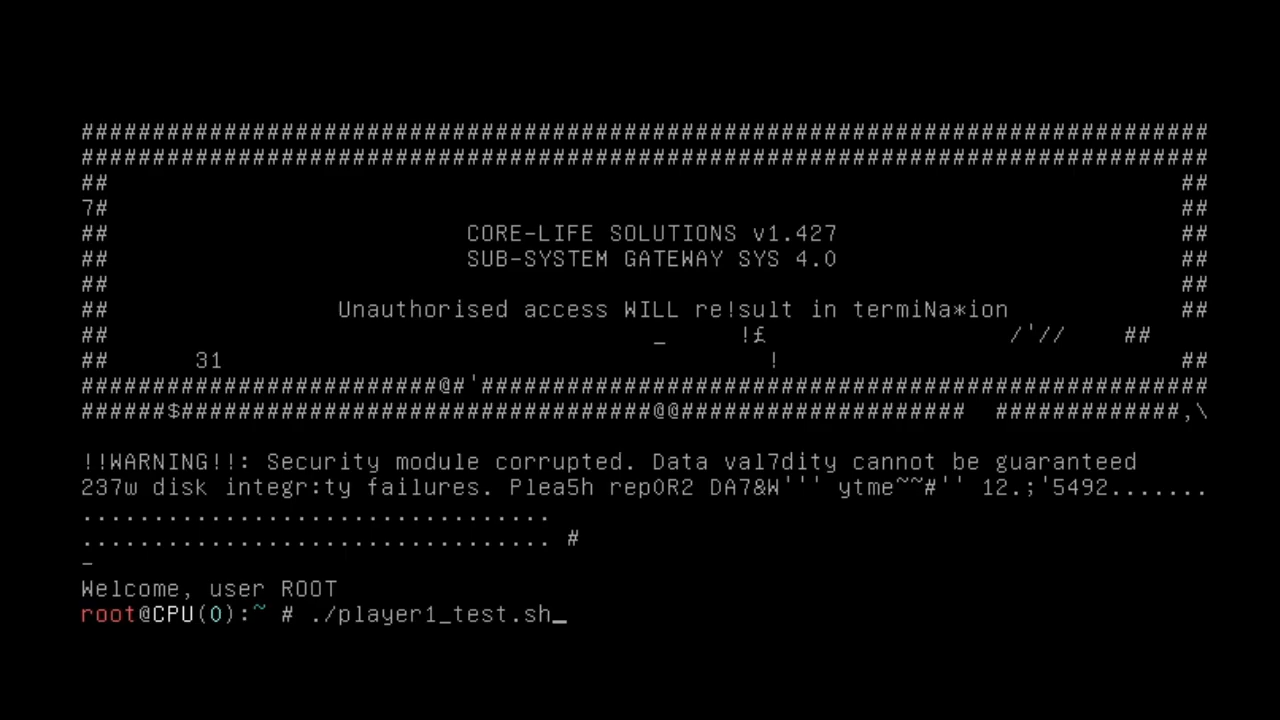 ###############################################################################
###############################################################################
## ##
7# ##
## CORE-LIFE SOLUTIONS v1.427 ##
## SUB-SYSTEM GATEWAY SYS 4.0 ##
## ##
## Unauthorised access WILL re!sult in termiNa*ion ##
## _ !£ /'// ##
## 31 ! ##
#########################@#'###################################################
######$#################################@@#################### #############,\
!!WARNING!!: Security module corrupted. Data val7dity cannot be guaranteed
237w disk integr:ty failures. Plea5h repOR2 DA7&W''' ytme~~#'' 12.;'5492.......
.................................
................................. #
_
Welcome, user ROOT
root@CPU(0):~ # ./player1_test.sh_